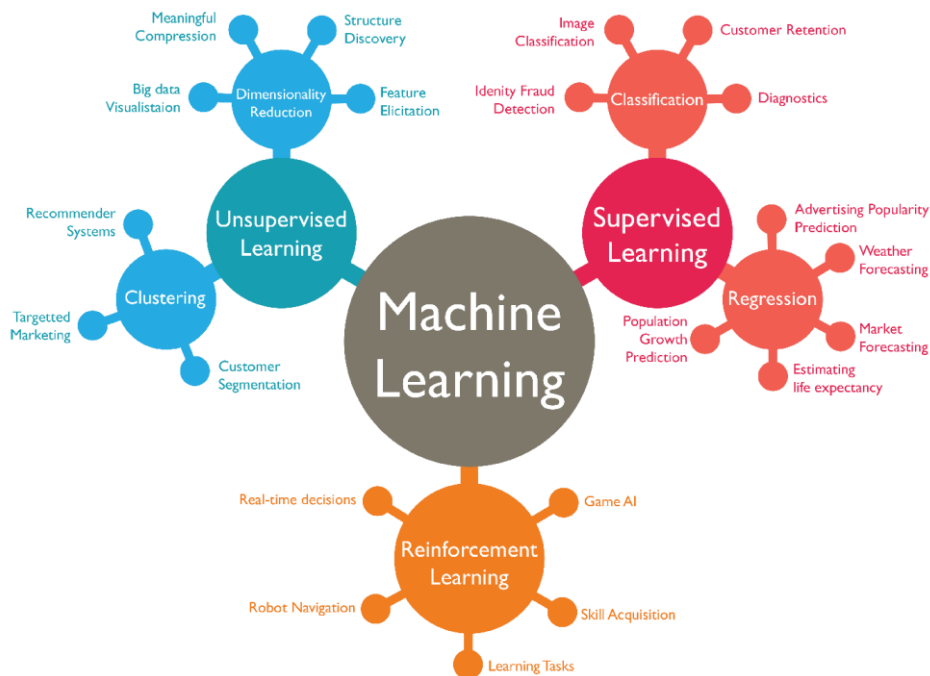 Meaningful
Compression
Structure
Discovery
Big data
Visualistaion
Dimensionality
Reduction
Feature
Elicitation
Image
Classification
Customer Retention
Idenity Fraud
Detection
Classification
Diagnostics
Unsupervised
Learning
Supervised
Learning
Recommender
Systems
Clustering
Targetted
Marketing
Customer
Segmentation
Machine
Learning
Advertising Popularity
Prediction
Weather
Forecasting
Regression
Population
Growth
Prediction
Market
Forecasting
Estimating
life expectancy
Real-time decisions
Game AI
Reinforcement
Learning
Robot Navigation
Skill Acquisition
Learning Tasks